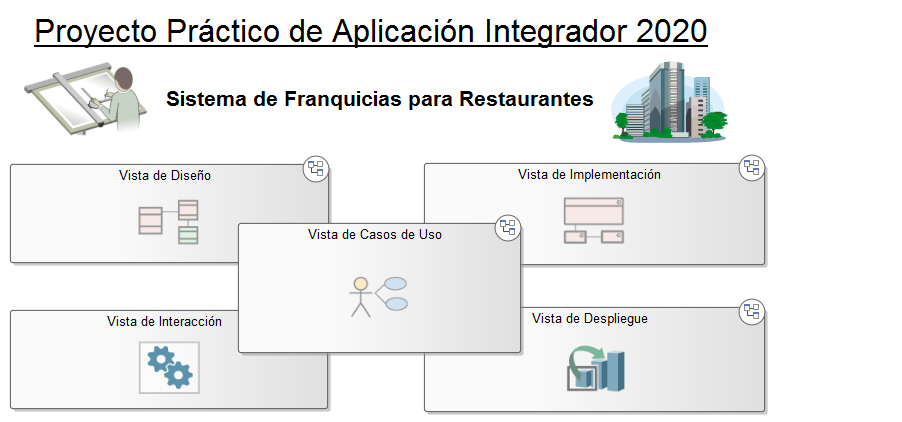 Proyecto Práctico de Aplicación Integrador 2020
Sistema de Franquicias para Restaurantes
Vista de Diseño
Vista de Implementación
Vista de Casos de Uso
Vista de Interacción
Vista de Despliegue